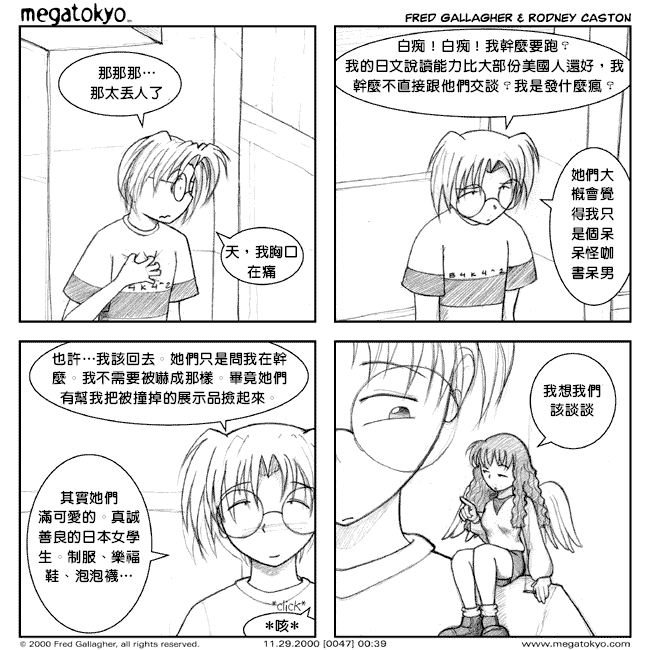 megatokyo™
FRED GALLAGHER & RODNEY CASTON
那那那…
那太丟人了
天，我胸口
在痛
白痴！白痴！我幹麼要跑？
我的日文說讀能力比大部份美國人還好，我
幹麼不直接跟他們交談？我是發什麼瘋？
她們大
概會覺
得我只
是個呆
呆怪咖
書呆男
B4K4^2
也許…我該回去。她們只是問我在幹
麼。我不需要被嚇成那樣。畢竟她們
有幫我把被撞掉的展示品撿起來。
其實她們
滿可愛的。真誠
善良的日本女學
生。制服、樂福
鞋、泡泡襪…
*click*
*咳*
我想我們
該談談
© 2000 Fred Gallagher, all rights reserved.
11.29.2000 [0047] 00:39
www.megatokyo.com